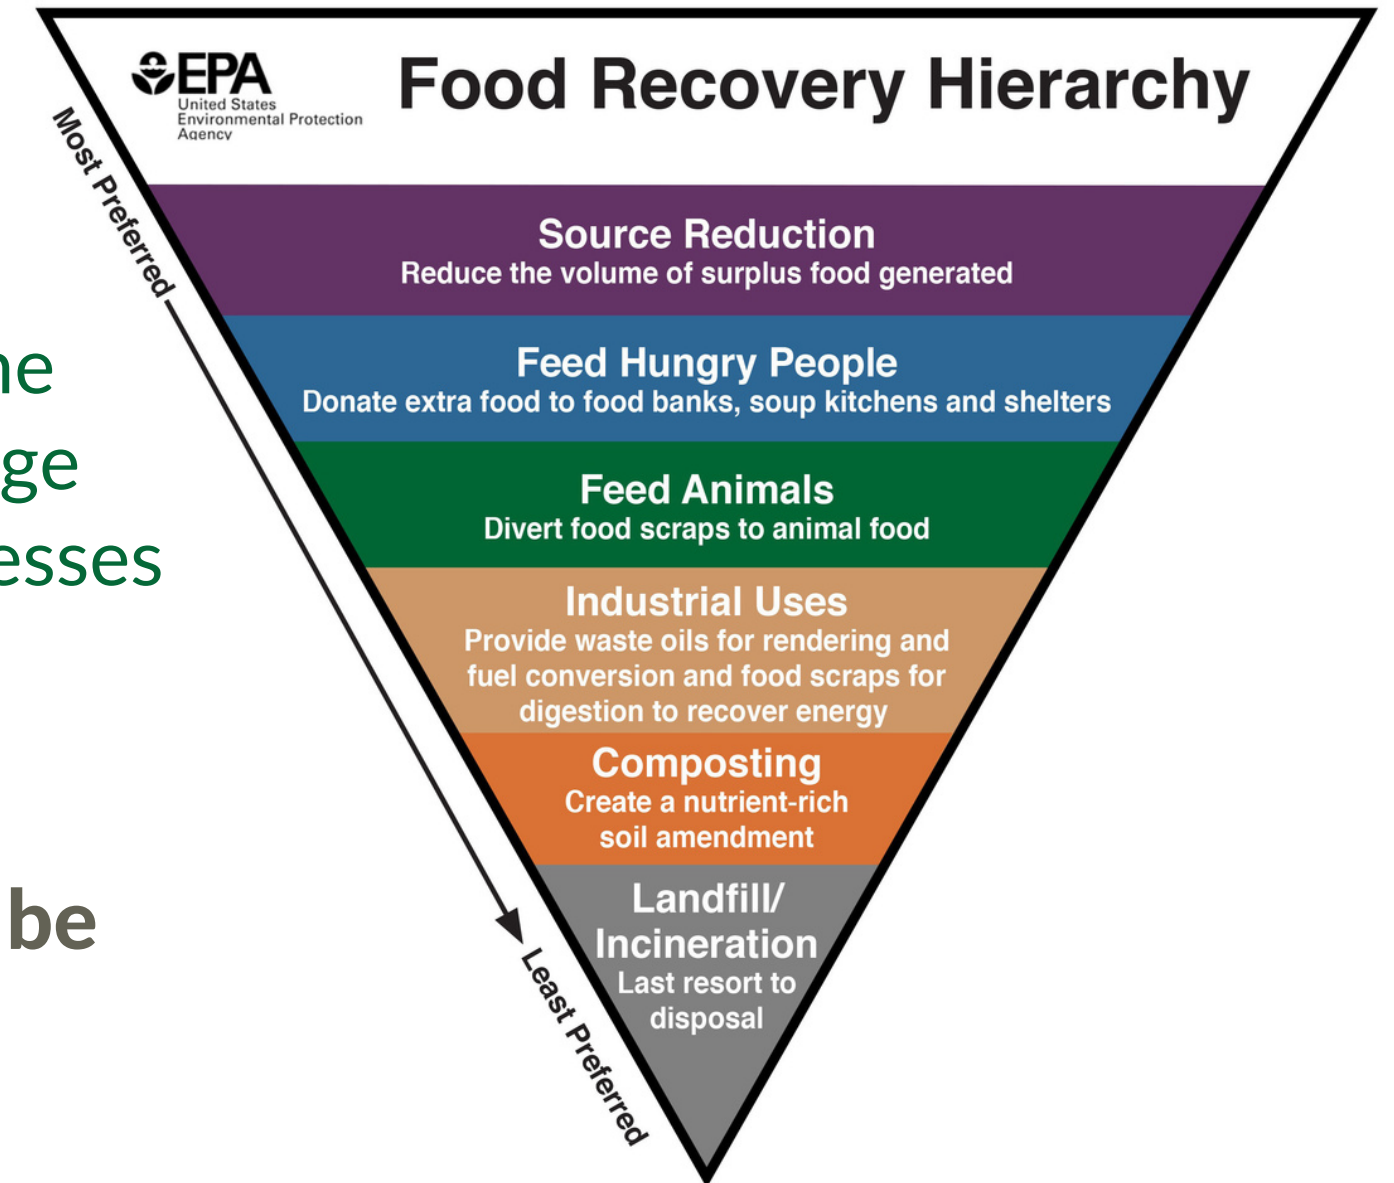 EPA
United States
Environmental Protection
Agency
Food Recovery Hierarchy
Most Preferred
Source Reduction
Reduce the volume of surplus food generated
Feed Hungry People
Donate extra food to food banks, soup kitchens and shelters
Feed Animals
Divert food scraps to animal food
Industrial Uses
Provide waste oils for rendering and
fuel conversion and food scraps for
digestion to recover energy
Composting
Create a nutrient-rich
soil amendment
Landfill/
Incineration
Last resort to
disposal
Least Preferred
be